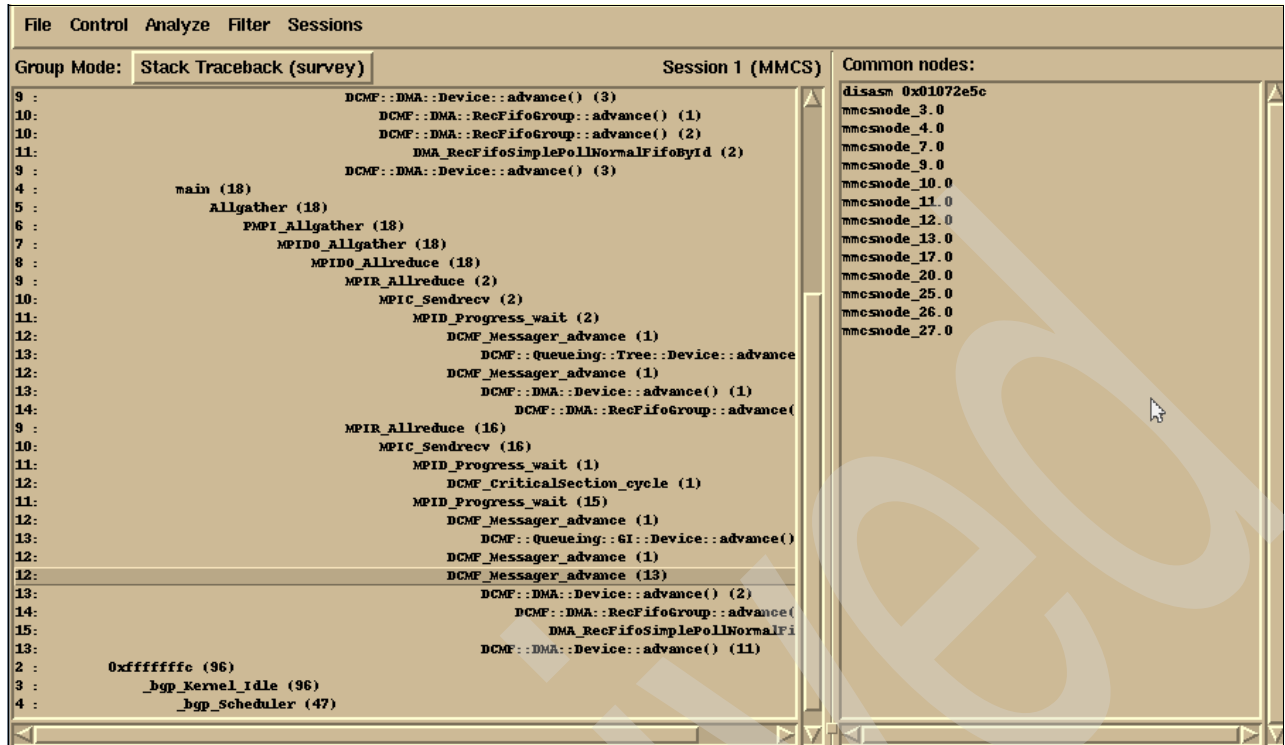 File Control Analyze Filter Sessions
Group Mode: Stack Traceback (survey) Session 1 (MMCS)
9 : DCMF::DMA::Device::advance() (3)
10: DCMF::DMA::RecFifoGroup::advance() (1)
10: DCMF::DMA::RecFifoGroup::advance() (2)
11: DMA_RecFifoSimplePollNormalFifoById (2)
9 : DCMF::DMA::Device::advance() (3)
4 : main (18)
5 : Allgather (18)
6 : PMPI_Allgather (18)
7 : MPIDO_Allgather (18)
8 : MPIDO_Allreduce (18)
9 : MPIR_Allreduce (2)
10: MPIC_Sendrecv (2)
11: MPID_Progress_wait (2)
12: DCMF_Messager_advance (1)
13: DCMF::Queueing::Tree::Device::advance
12: DCMF_Messager_advance (1)
13: DCMF::DMA::Device::advance() (1)
14: DCMF::DMA::RecFifoGroup::advance(
9 : MPIR_Allreduce (16)
10: MPIC_Sendrecv (16)
11: MPID_Progress_wait (1)
12: DCMF_CriticalSection_cycle (1)
11: MPID_Progress_wait (15)
12: DCMF_Messager_advance (1)
13: DCMF::Queueing::GI::Device::advance()
12: DCMF_Messager_advance (1)
12: DCMF_Messager_advance (13)
13: DCMF::DMA::Device::advance() (2)
14: DCMF::DMA::RecFifoGroup::advance(
15: DMA_RecFifoSimplePollNormalFi
13: DCMF::DMA::Device::advance() (11)
2 : 0xfffffffc (96)
3 : _bgp_Kernel_Idle (96)
4 : _bgp_Scheduler (47)
Common nodes:
disasm 0x01072e5c
mmcsnode_3.0
mmcsnode_4.0
mmcsnode_7.0
mmcsnode_9.0
mmcsnode_10.0
mmcsnode_11.0
mmcsnode_12.0
mmcsnode_13.0
mmcsnode_17.0
mmcsnode_20.0
mmcsnode_25.0
mmcsnode_26.0
mmcsnode_27.0